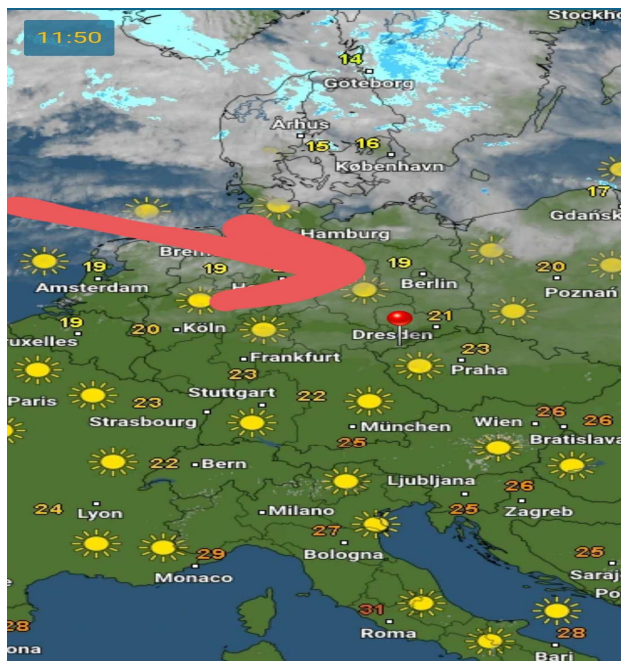 Stockho
11:50
14
Göteborg
Århus
15
16
København
17
Gdańsk
Hamburg
Brem
19
19
19
Amsterdam
H
Berlin
20
Poznań
19
20
Köln
21
ruxelles
Dresden
Frankfurt
23
Praha
23
Paris
Stuttgart
22
23
Strasbourg
München
Wien
26
26
25
Bratislava
22
Bern
Ljubljana
26
24
Lyon
Milano
25
Zagreb
27
Bologna
29
25
Monaco
Saraj
Po
e
31
28
Roma
28
ona
Bari